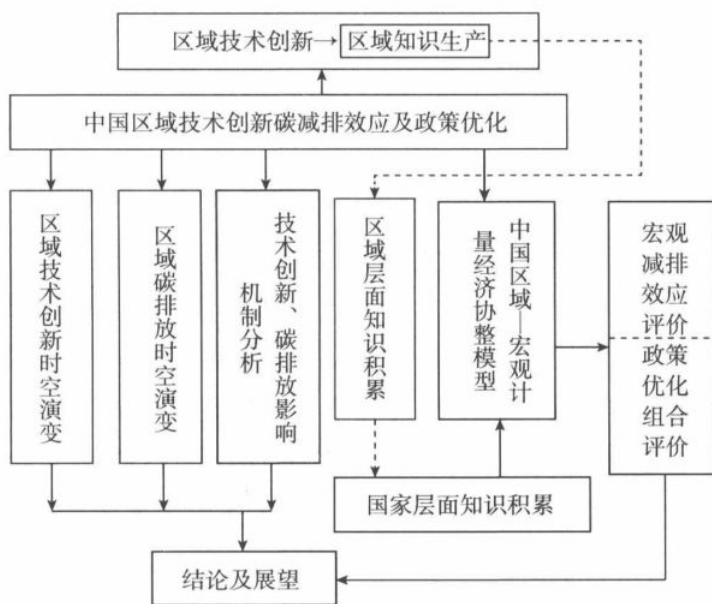 区域技术创新→区域知识生产
中国区域技术创新碳减排效应及政策优化
区域技术创新时空演变
区域碳排放时空演变
技术创新、碳排放影响
机制分析
区域层面知识积累
中国区域—宏观计
量经济协整模型
宏观
减排
效应
评价
政策
优化
组合
评价
国家层面知识积累
结论及展望